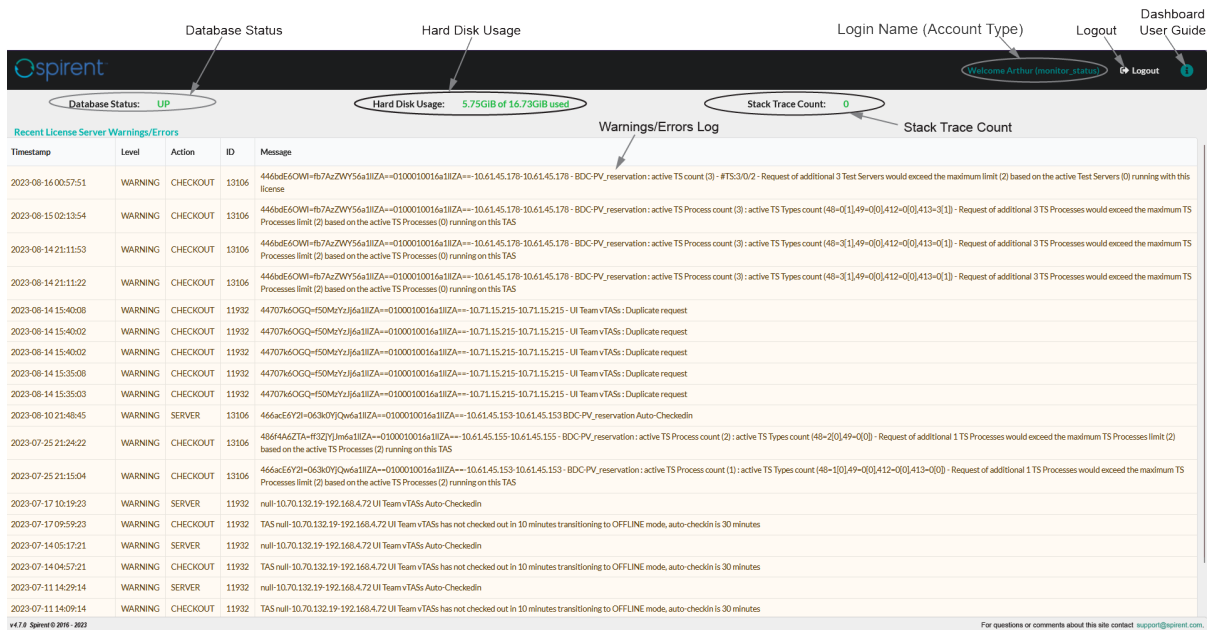 Dashboard
Database Status Hard Disk Usage Login Name (Account Type) Logout User Guide
spirent
Welcome Arthur (monitor_status) Logout
Database Status: UP Hard Disk Usage: 5.75GiB of 16.73GiB used Stack Trace Count: 0
Warnings/Errors Log Stack Trace Count
Recent License Server Warnings/Errors
Timestamp Level Action ID Message
2023-08-16 00:57:51 WARNING CHECKOUT 13106 446bdE6OWI=fb7AzZWY56a1IIZA==0100010016a1IIZA==-10.61.45.178-10.61.45.178 - BDC-PV_reservation : active TS count (3) - #TS:3/0/2 - Request of additional 3 Test Servers would exceed the maximum limit (2) based on the active Test Servers (0) running with this
license
2023-08-15 02:13:54 WARNING CHECKOUT 13106 446bdE6OWI=fb7AzZWY56a1IIZA==0100010016a1IIZA==-10.61.45.178-10.61.45.178 - BDC-PV_reservation : active TS Process count (3) : active TS Types count (48=0[1],49=0[0],412=0[0],413=3[1]) - Request of additional 3 TS Processes would exceed the maximum TS
Processes limit (2) based on the active TS Processes (0) running on this TAS
2023-08-14 21:11:53 WARNING CHECKOUT 13106 446bdE6OWI=fb7AzZWY56a1IIZA==0100010016a1IIZA==-10.61.45.178-10.61.45.178 - BDC-PV_reservation : active TS Process count (3) : active TS Types count (48=3[1],49=0[0],412=0[0],413=0[1]) - Request of additional 3 TS Processes would exceed the maximum TS
Processes limit (2) based on the active TS Processes (0) running on this TAS
2023-08-14 21:11:22 WARNING CHECKOUT 13106 446bdE6OWI=fb7AzZWY56a1IIZA==0100010016a1IIZA==-10.61.45.178-10.61.45.178 - BDC-PV_reservation : active TS Process count (3) : active TS Types count (48=3[1],49=0[0],412=0[0],413=0[1]) - Request of additional 3 TS Processes would exceed the maximum TS
Processes limit (2) based on the active TS Processes (0) running on this TAS
2023-08-14 15:40:08 WARNING CHECKOUT 11932 44707k6OGQ=f50MzYzJj6a1IIZA==0100010016a1IIZA==-10.71.15.215-10.71.15.215 - UI Team vTASs : Duplicate request
2023-08-14 15:40:02 WARNING CHECKOUT 11932 44707k6OGQ=f50MzYzJj6a1IIZA==0100010016a1IIZA==-10.71.15.215-10.71.15.215 - UI Team vTASs : Duplicate request
2023-08-14 15:40:02 WARNING CHECKOUT 11932 44707k6OGQ=f50MzYzJj6a1IIZA==0100010016a1IIZA==-10.71.15.215-10.71.15.215 - UI Team vTASs : Duplicate request
2023-08-14 15:35:08 WARNING CHECKOUT 11932 44707k6OGQ=f50MzYzJj6a1IIZA==0100010016a1IIZA==-10.71.15.215-10.71.15.215 - UI Team vTASs : Duplicate request
2023-08-14 15:35:03 WARNING CHECKOUT 11932 44707k6OGQ=f50MzYzJj6a1IIZA==0100010016a1IIZA==-10.71.15.215-10.71.15.215 - UI Team vTASs : Duplicate request
2023-08-10 21:48:45 WARNING SERVER 13106 466acE6Y2I=063k0YjQw6a1IIZA==0100010016a1IIZA==-10.61.45.153-10.61.45.153 BDC-PV_reservation Auto-Checkedin
2023-07-25 21:24:22 WARNING CHECKOUT 13106 486f4A6ZTA=ff3ZjYjJm6a1IIZA==0100010016a1IIZA==-10.61.45.155-10.61.45.155 - BDC-PV_reservation : active TS Process count (2) : active TS Types count (48=2[0],49=0[0]) - Request of additional 1 TS Processes would exceed the maximum TS Processes limit (2)
based on the active TS Processes (2) running on this TAS
2023-07-25 21:15:04 WARNING CHECKOUT 13106 466acE6Y2I=063k0YjQw6a1IIZA==0100010016a1IIZA==-10.61.45.153-10.61.45.153 - BDC-PV_reservation : active TS Process count (1) : active TS Types count (48=1[0],49=0[0],412=0[0],413=0[0]) - Request of additional 1 TS Processes would exceed the maximum TS
Processes limit (2) based on the active TS Processes (2) running on this TAS
2023-07-17 10:19:23 WARNING SERVER 11932 null-10.70.132.19-192.168.4.72 UI Team vTASs Auto-Checkedin
2023-07-17 09:59:23 WARNING CHECKOUT 11932 TAS null-10.70.132.19-192.168.4.72 UI Team vTASs has not checked out in 10 minutes transitioning to OFFLINE mode, auto-checkin is 30 minutes
2023-07-14 05:17:21 WARNING SERVER 11932 null-10.70.132.19-192.168.4.72 UI Team vTASs Auto-Checkedin
2023-07-14 04:57:21 WARNING CHECKOUT 11932 TAS null-10.70.132.19-192.168.4.72 UI Team vTASs has not checked out in 10 minutes transitioning to OFFLINE mode, auto-checkin is 30 minutes
2023-07-11 14:29:14 WARNING SERVER 11932 null-10.70.132.19-192.168.4.72 UI Team vTASs Auto-Checkedin
2023-07-11 14:09:14 WARNING CHECKOUT 11932 TAS null-10.70.132.19-192.168.4.72 UI Team vTASs has not checked out in 10 minutes transitioning to OFFLINE mode, auto-checkin is 30 minutes
v4.7.0 Spirent © 2016 - 2023 For questions or comments about this site contact support@spirent.com.